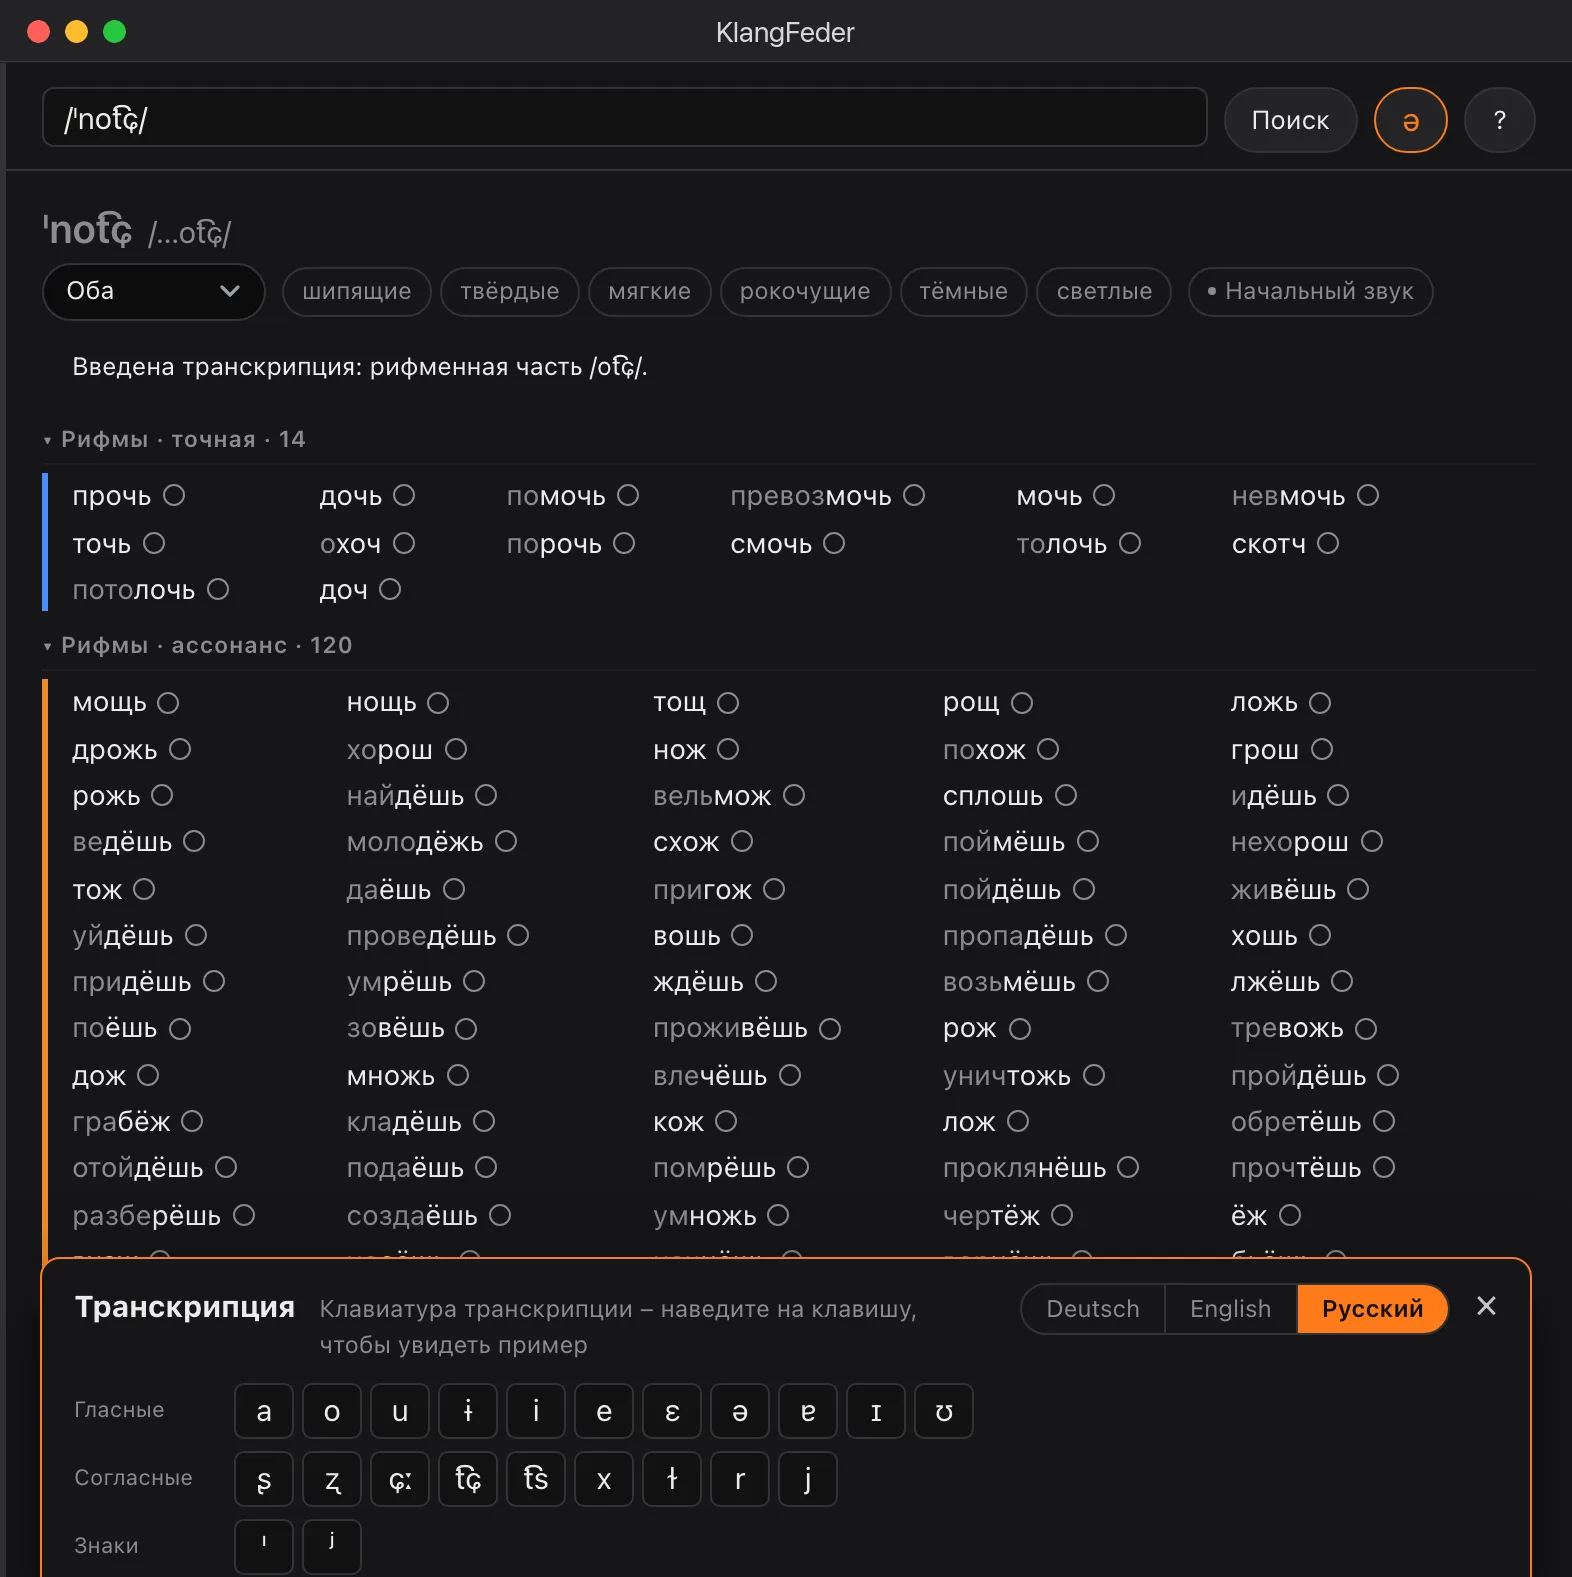 KlangFeder
/ˈnot͡ɕ/ Поиск ə ?
ˈnot͡ɕ /…ot͡ɕ/
Оба шипящие твёрдые мягкие рокочущие тёмные светлые • Начальный звук
Введена транскрипция: рифменная часть /ot͡ɕ/.
▾ Рифмы · точная · 14
прочь дочь помочь превозмочь мочь невмочь
точь охоч порочь смочь толочь скотч
потолочь доч
▾ Рифмы · ассонанс · 120
мощь нощь тощ рощ ложь
дрожь хорош нож похож грош
рожь найдёшь вельмож сплошь идёшь
ведёшь молодёжь схож поймёшь нехорош
тож даёшь пригож пойдёшь живёшь
уйдёшь проведёшь вошь пропадёшь хошь
придёшь умрёшь ждёшь возьмёшь лжёшь
поёшь зовёшь проживёшь рож тревожь
дож множь влечёшь уничтожь пройдёшь
грабёж кладёшь кож лож обретёшь
отойдёшь подаёшь помрёшь проклянёшь прочтёшь
разберёшь создаёшь умножь чертёж ёж
Транскрипция Клавиатура транскрипции – наведите на клавишу, Deutsch English Русский ✕
чтобы увидеть пример
Гласные a o u ɨ i e ɛ ə ɐ ɪ ʊ
Согласные ʂ ʐ ɕː t͡ɕ t͡s x ɫ r j
Знаки ˈ ʲ